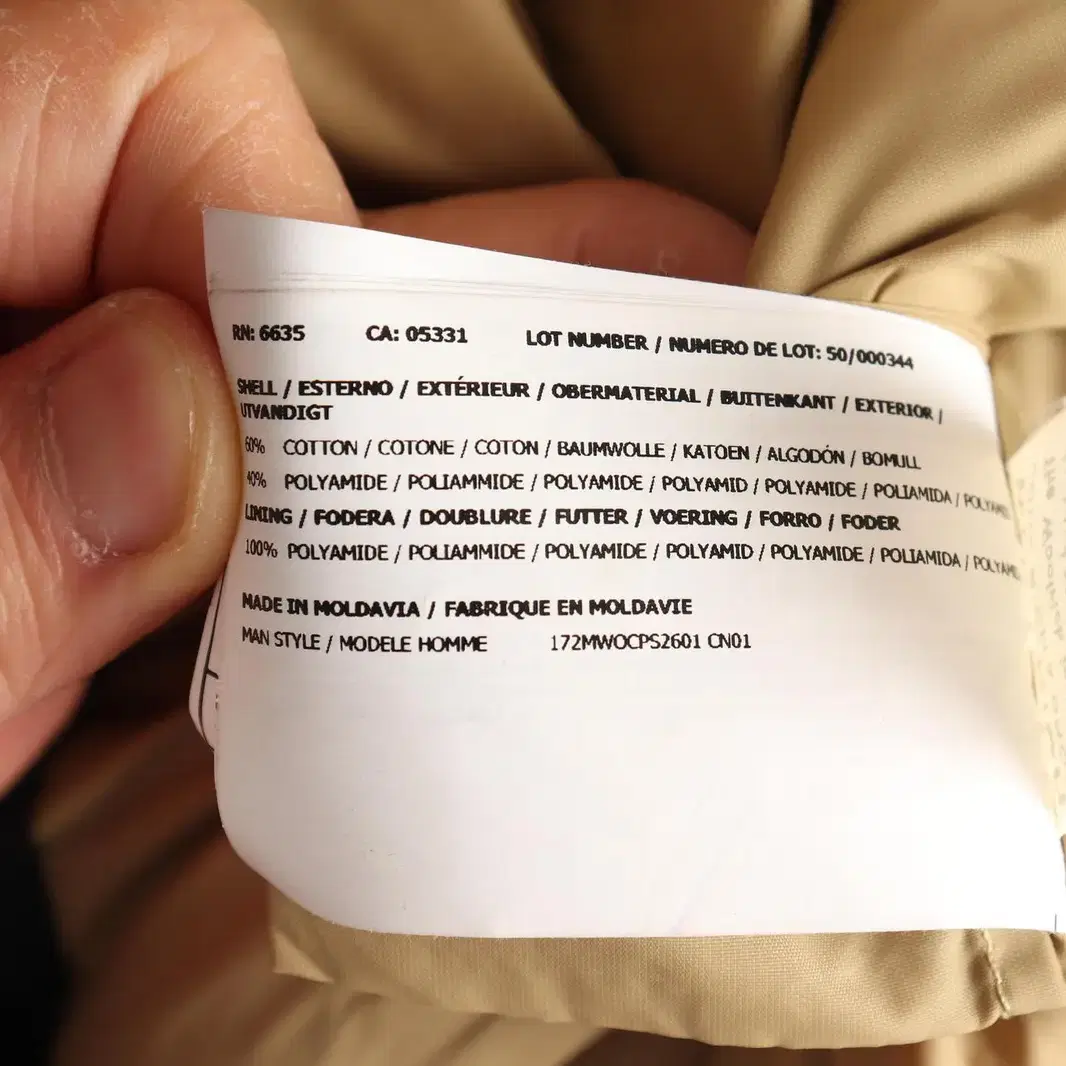 RN: 6635 CA: 05331 LOT NUMBER / NUMERO DE LOT: 50/000344
SHELL / ESTERNO / EXTÉRIEUR / OBERMATERIAL / BUITENKANT / EXTERIOR /
UTVANDIGT
60% COTTON / COTONE / COTON / BAUMWOLLE / KATOEN / ALGODÓN / BOMULL
40% POLYAMIDE / POLIAMMIDE / POLYAMIDE / POLYAMID / POLYAMIDE / POLIAMIDA /
LINING / FODERA / DOUBLURE / FUTTER / VOERING / FORRO / FODER
100% POLYAMIDE / POLIAMMIDE / POLYAMIDE / POLYAMID / POLYAMIDE / POLIAMIDA /
MADE IN MOLDAVIA / FABRIQUE EN MOLDAVIE
MAN STYLE / MODELE HOMME 172MWOCPS2601 CN01